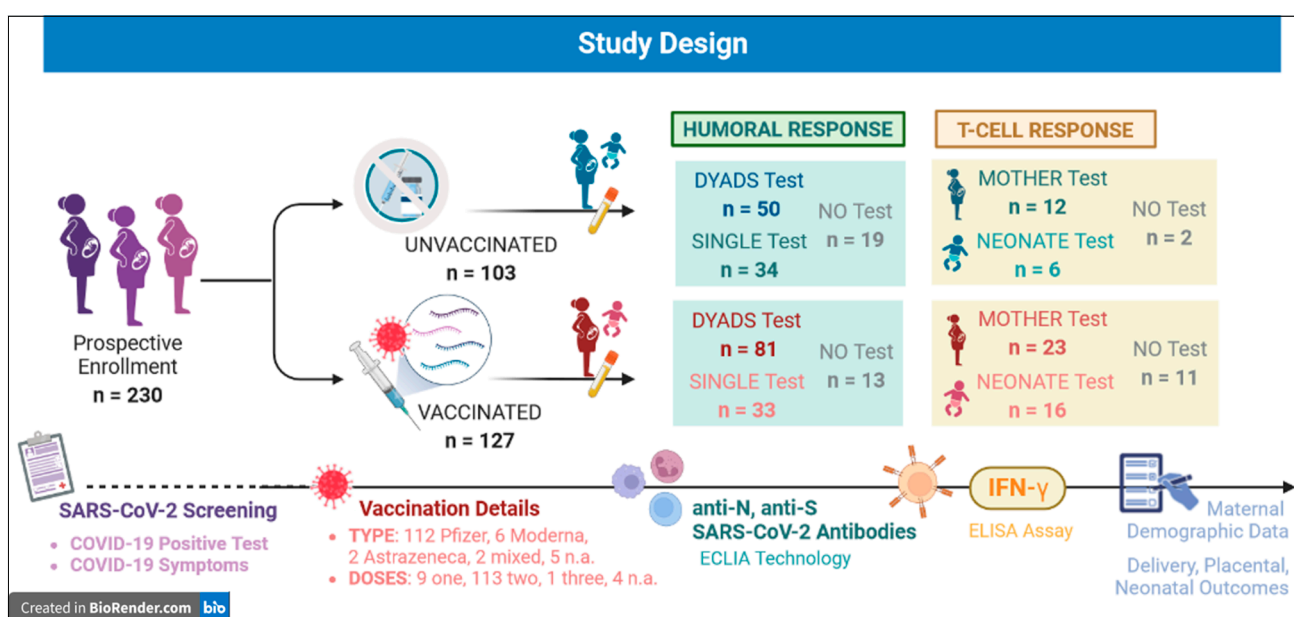 Study Design
HUMORAL RESPONSE
T-CELL RESPONSE
Prospective
Enrollment
n = 230
UNVACCINATED
n = 103
DYADS Test
n = 50
SINGLE Test
n = 34
NO Test
n = 19
MOTHER Test
n = 12
NEONATE Test
n = 6
NO Test
n = 2
VACCINATED
n = 127
DYADS Test
n = 81
SINGLE Test
n = 33
NO Test
n = 13
MOTHER Test
n = 23
NEONATE Test
n = 16
NO Test
n = 11
SARS-CoV-2 Screening
• COVID-19 Positive Test
• COVID-19 Symptoms
Vaccination Details
• TYPE: 112 Pfizer, 6 Moderna,
2 Astrazeneca, 2 mixed, 5 n.a.
• DOSES: 9 one, 113 two, 1 three, 4 n.a.
anti-N, anti-S
SARS-CoV-2 Antibodies
ECLIA Technology
IFN-γ
ELISA Assay
Maternal
Demographic Data
Delivery, Placental,
Neonatal Outcomes
Created in BioRender.com bio